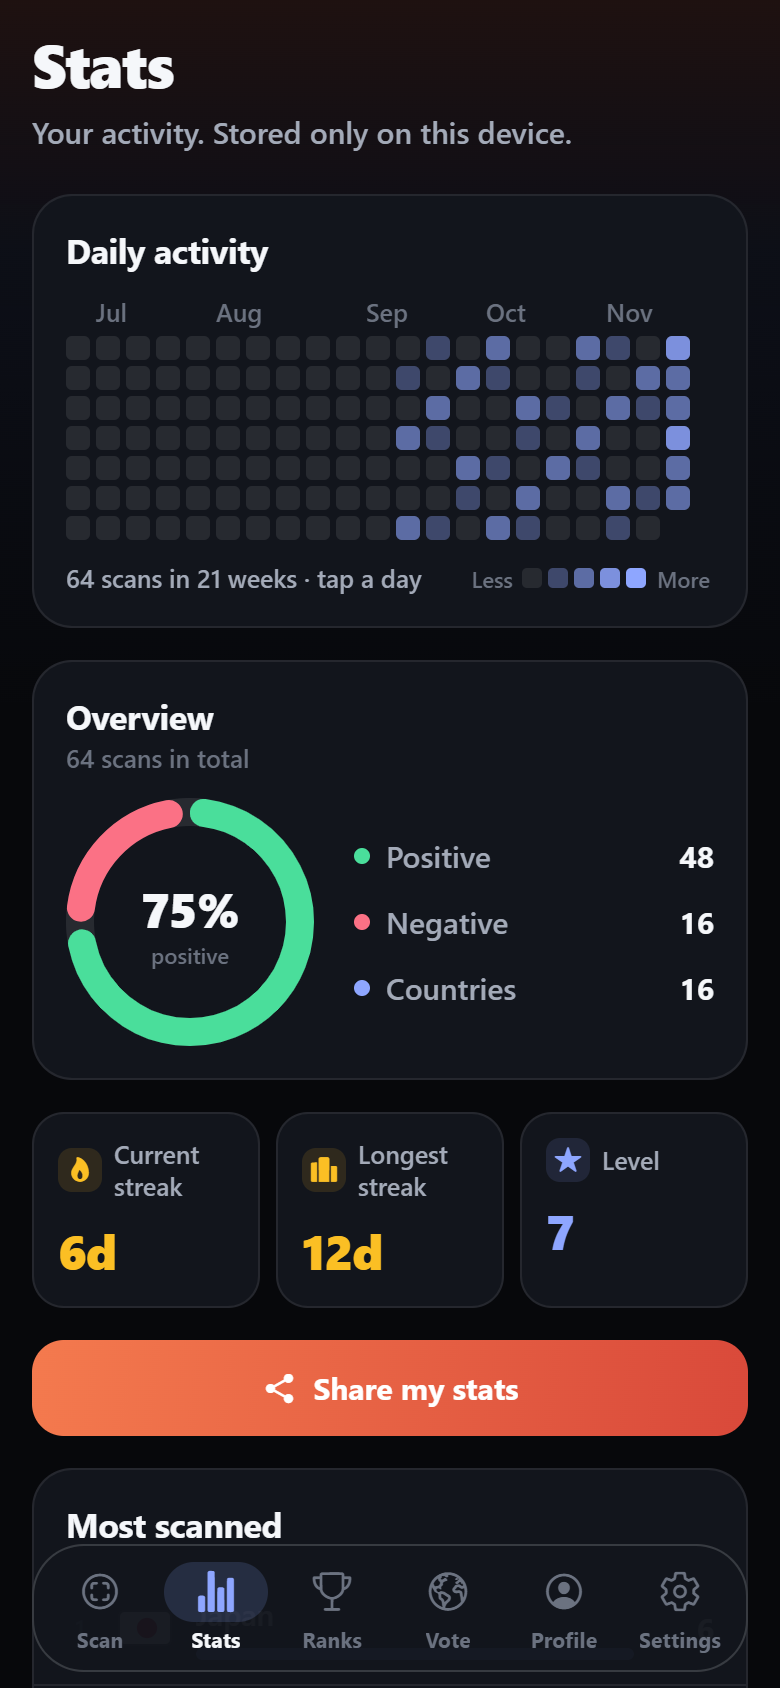 Stats
Your activity. Stored only on this device.
Daily activity
Jul Aug Sep Oct Nov
64 scans in 21 weeks · tap a day
Less More
Overview
64 scans in total
75%
positive
Positive 48
Negative 16
Countries 16
Current streak
6d
Longest streak
12d
Level
7
Share my stats
Most scanned
Japan
Scan Stats Ranks Vote Profile Settings